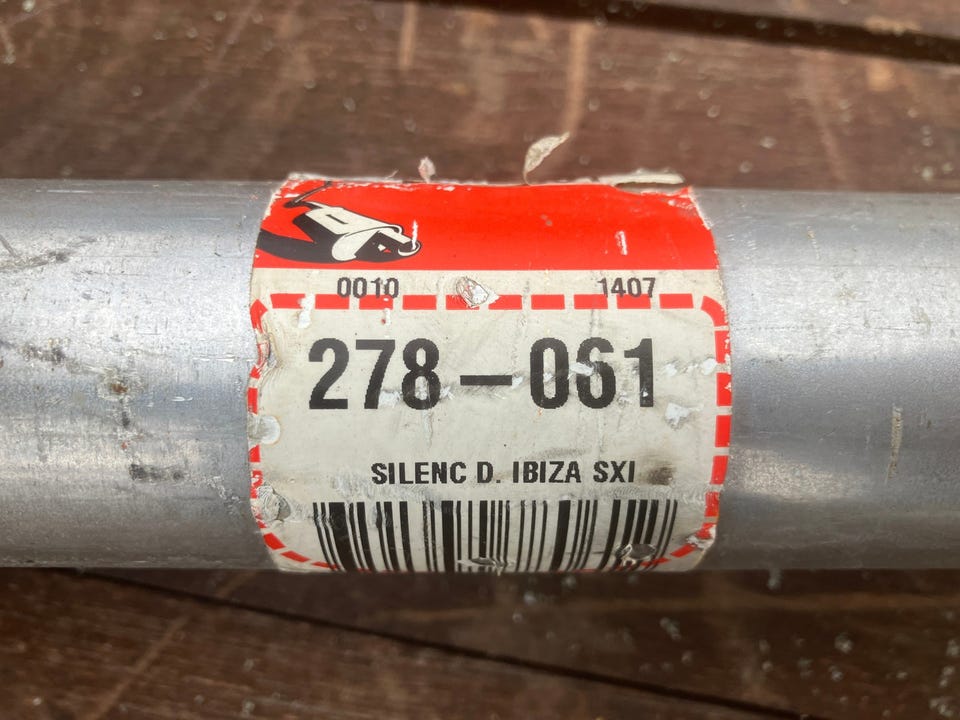 0010 1407
278-061
SILENC D. IBIZA SXI